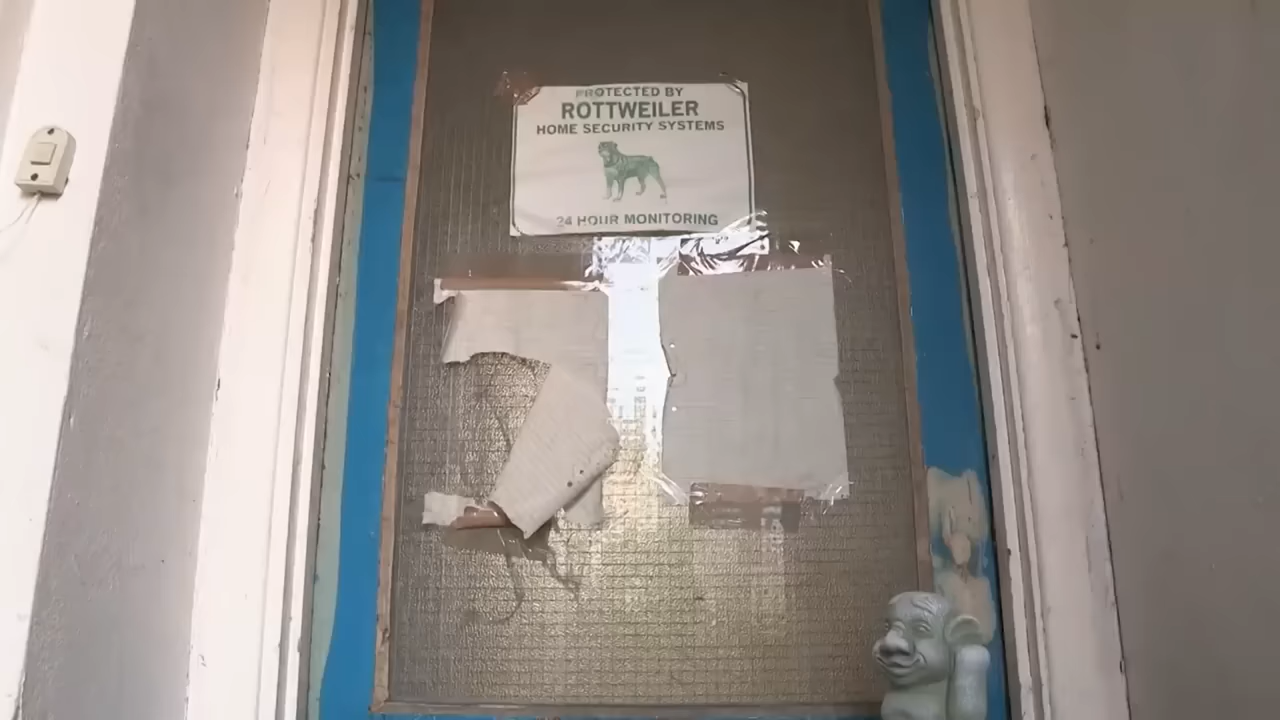 PROTECTED BY
ROTTWEILER
HOME SECURITY SYSTEMS
24 HOUR MONITORING